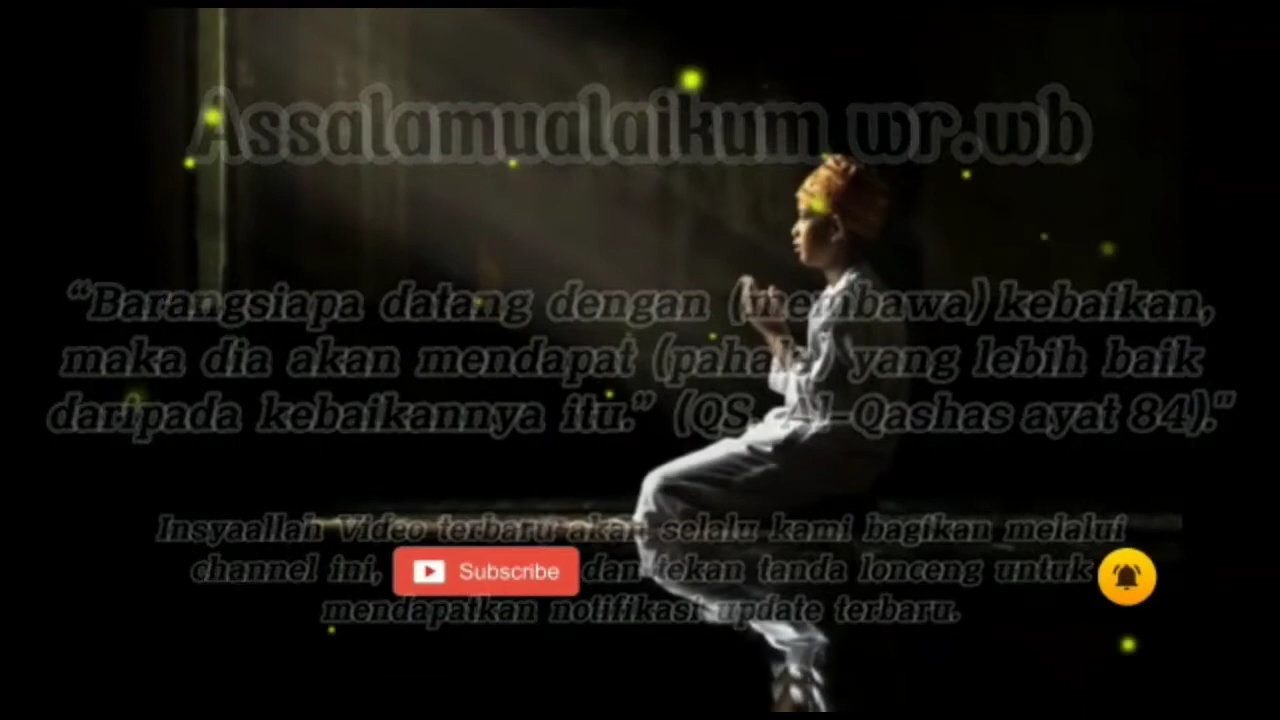 Assalamualaikum wr.wb
“Barangsiapa datang dengan (membawa) kebaikan,
maka dia akan mendapat (pahala) yang lebih baik
daripada kebaikannya itu.” (QS. Al-Qashas ayat 84)."
Insyaallah Video terbaru akan selalu kami bagikan melalui
channel ini, Subscribe dan tekan tanda lonceng untuk
mendapatkan notifikasi update terbaru.